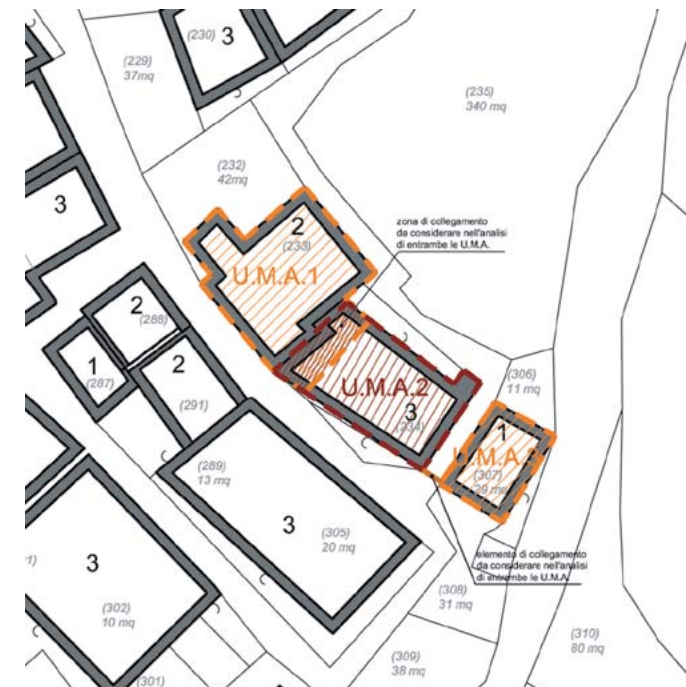 (230) 3
(229)
37mq
(235)
340 mq
(232)
42mq
3
2
(233)
zona di collegamento
da considerare nell'analisi
di entrambe le U.M.A.
U.M.A.1
2
(288)
1
(287)
2
(291)
U.M.A.2
3
(234)
(306)
11 mq
1
U.M.A.
(307)
29 mq
(289)
13 mq
3
(305)
20 mq
elemento di collegamento
da considerare nell'analisi
di entrambe le U.M.A.
3
(302)
10 mq
(308)
31 mq
(310)
80 mq
(309)
38 mq
(301)